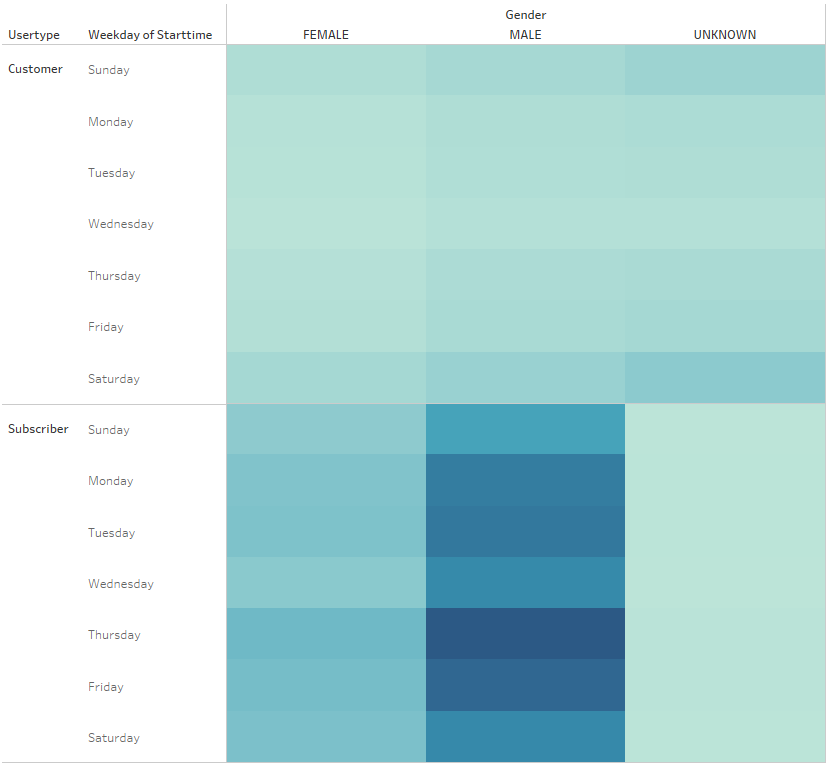 Gender
Usertype Weekday of Starttime FEMALE MALE UNKNOWN
Customer Sunday
Monday
Tuesday
Wednesday
Thursday
Friday
Saturday
Subscriber Sunday
Monday
Tuesday
Wednesday
Thursday
Friday
Saturday